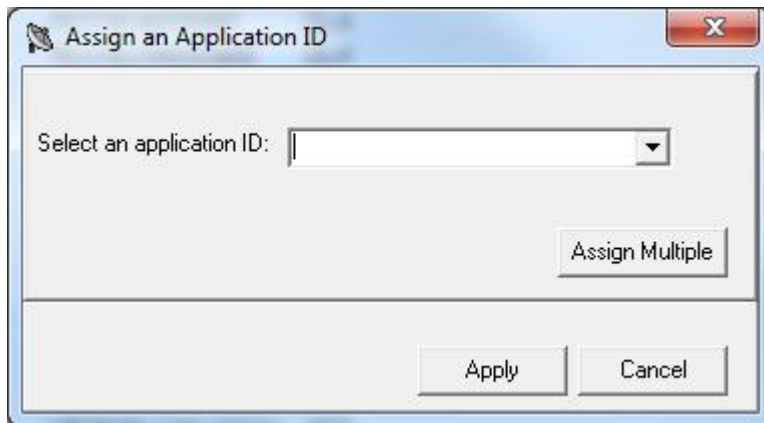 Assign an Application ID
Select an application ID:
Assign Multiple
Apply Cancel